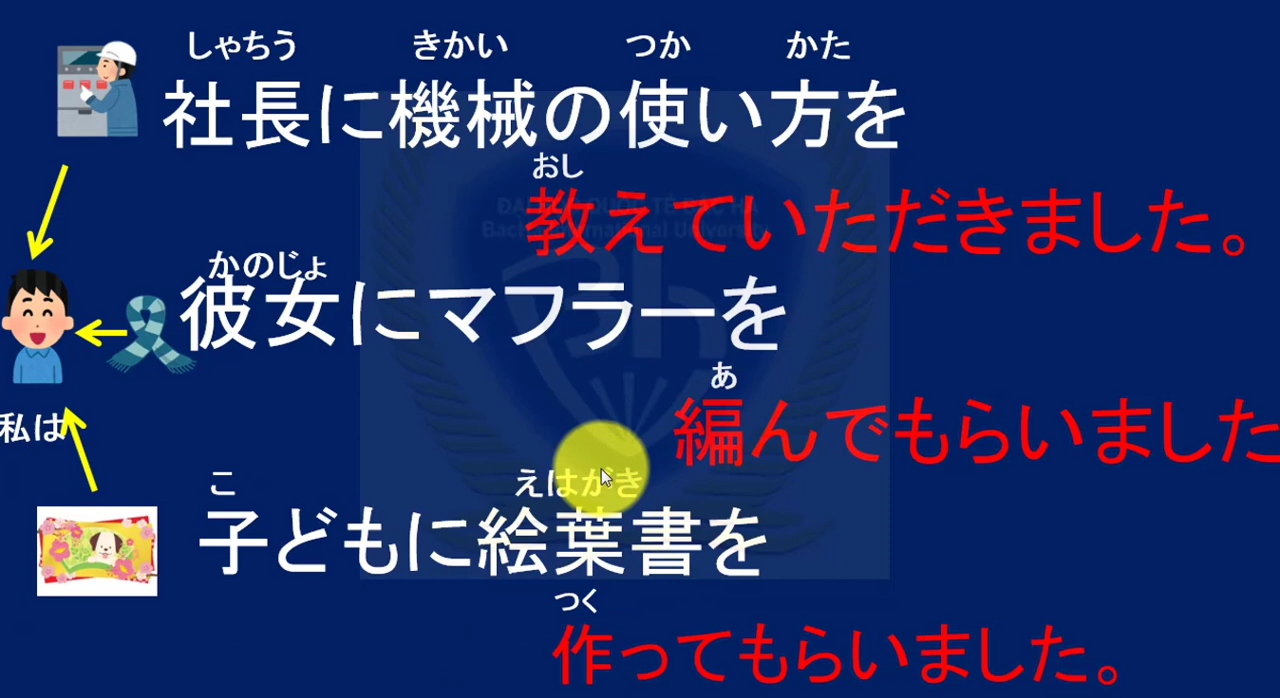 しゃちう きかい つか かた
社長に機械の使い方を
おし
教えていただきました。
かのじょ
彼女にマフラーを
あ
編んでもらいました
私は
こ えはがき
子どもに絵葉書を
つく
作ってもらいました。